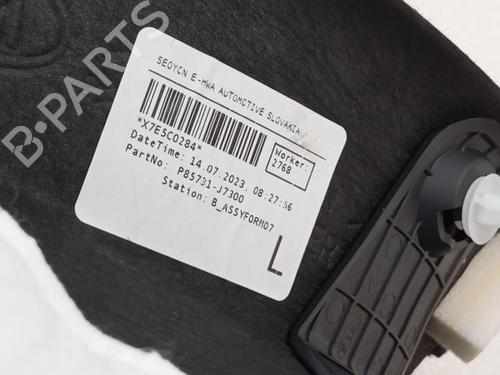 B-PARTS
SEOYCN E-HWA AUTOMOTIVE SLOVAKIA
*X7E5C0284*
Worker:
2768
DateTime: 14.07.2023, 08:27:56
PartNo: P85731-J7300
Station: B_ASSYFORM07
L